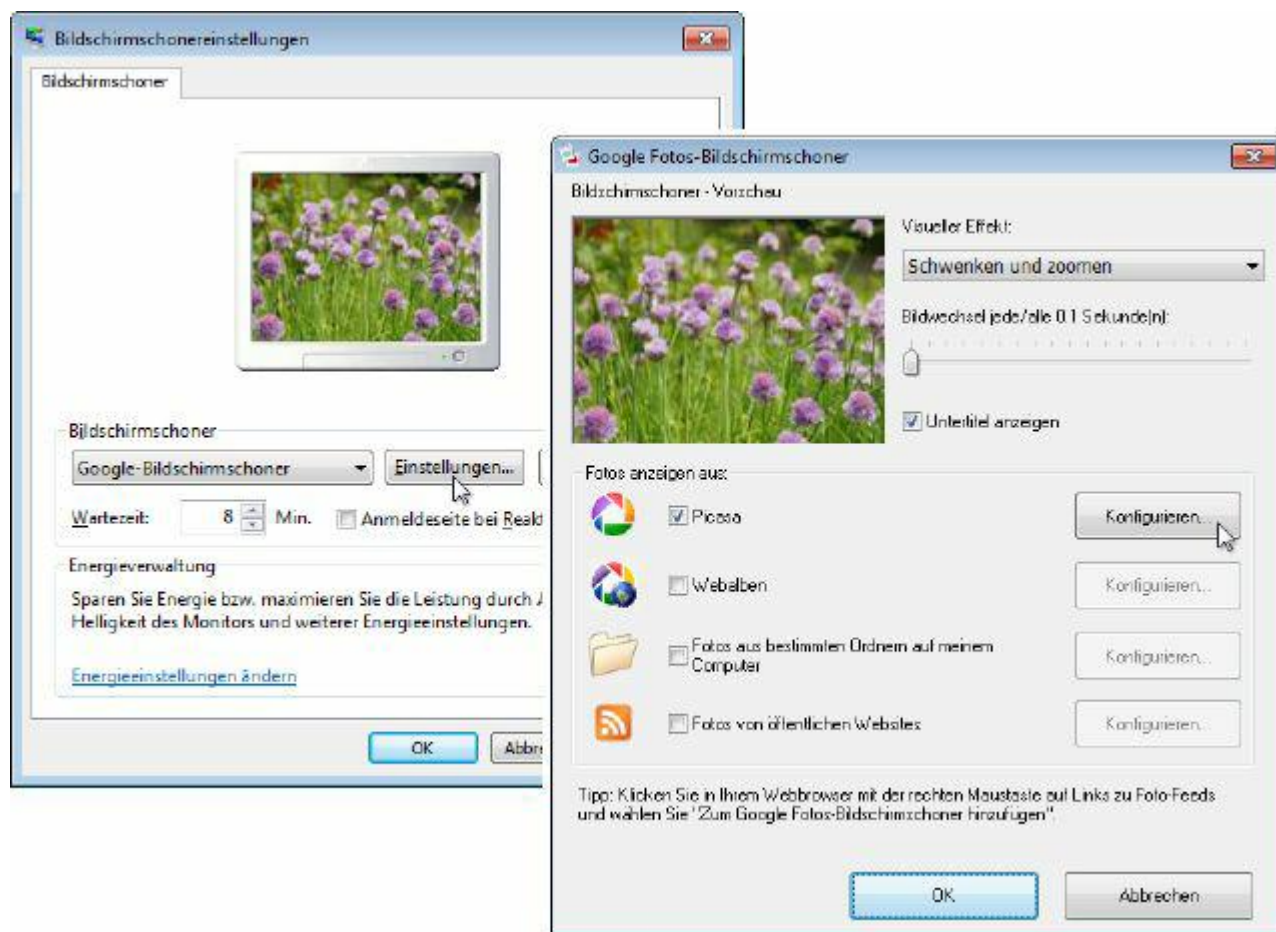 Bildschirmschonereinstellungen
Bildschirmschoner
Bildschirmschoner
Google-Bildschirmschoner
Einstellungen...
Wartezeit:
8 Min.
Anmeldeseite bei Reakt
Energieverwaltung
Sparen Sie Energie bzw. maximieren Sie die Leistung durch
Helligkeit des Monitors und weiterer Energieeinstellungen.
Energieeinstellungen ändern
OK
Abbre
Google Fotos-Bildschirmschoner
Bildschirmschoner - Vorschau
Visueller Effekt:
Schwenken und zoomen
Bildwechsel jede/alle 0.1 Sekunde(n):
Untertitel anzeigen
Fotos anzeigen aus:
Picasa
Konfigurieren...
Webalben
Konfigurieren...
Fotos aus bestimmten Ordnern auf meinem
Computer
Konfigurieren...
Fotos von öffentlichen Websites
Konfigurieren...
Tipp: Klicken Sie in Ihrem Webbrowser mit der rechten Maustaste auf Links zu Foto-Feeds
und wählen Sie "Zum Google Fotos-Bildschirmschoner hinzufügen".
OK
Abbrechen